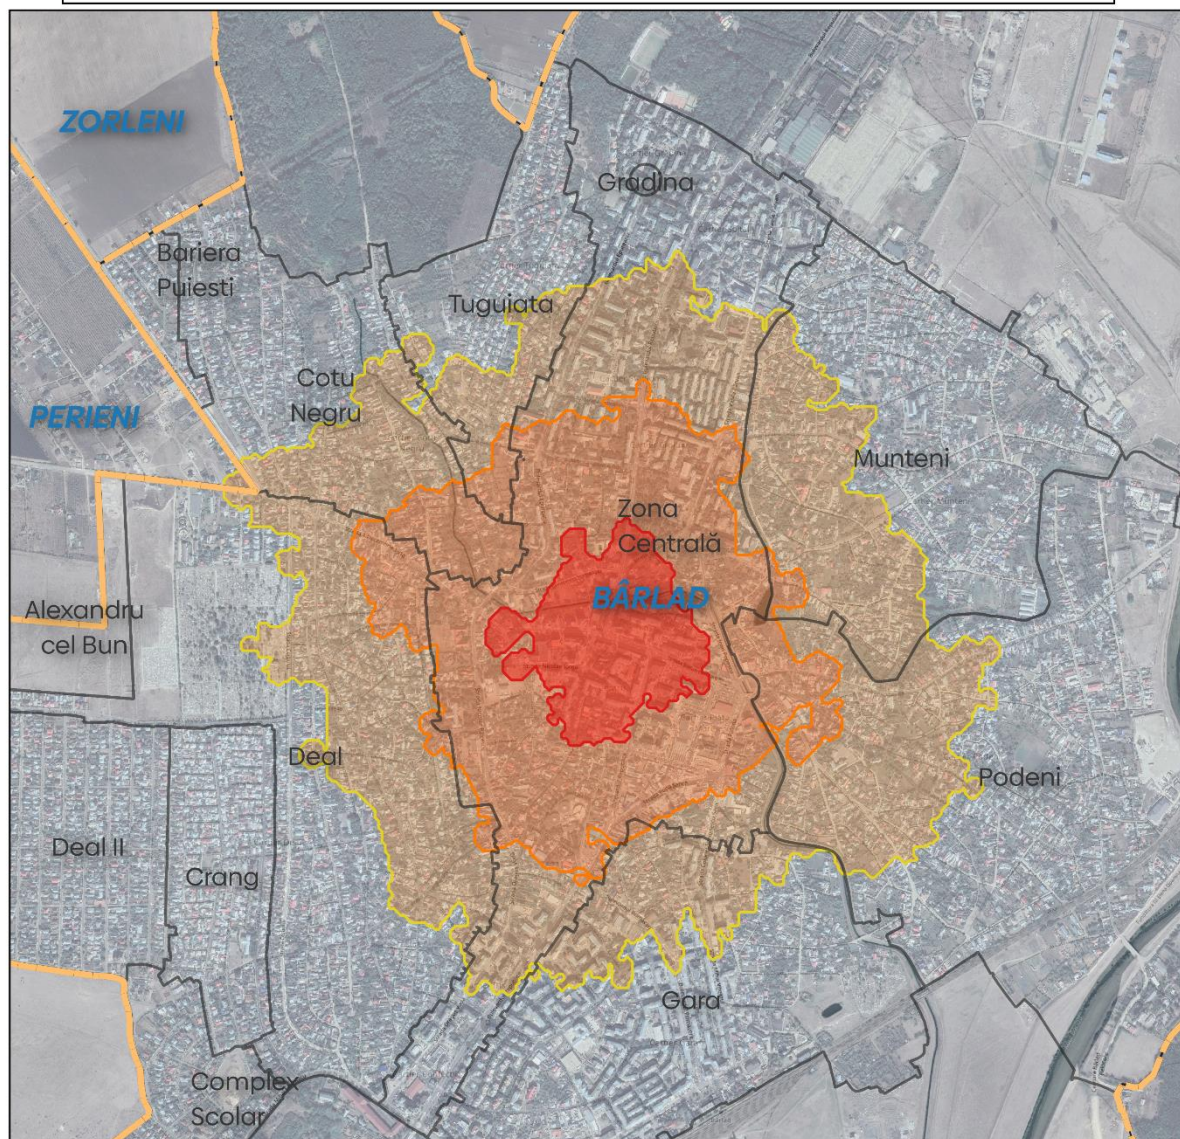 ZORLENI
Gradina
Bariera
Puiesti
Tuguiata
Cotu
Negru
PERIENI
Munteni
Zona
Centrală
BÂRLAD
Alexandru
cel Bun
Deal
Podeni
Deal II
Crang
Gara
Complex
Scolar